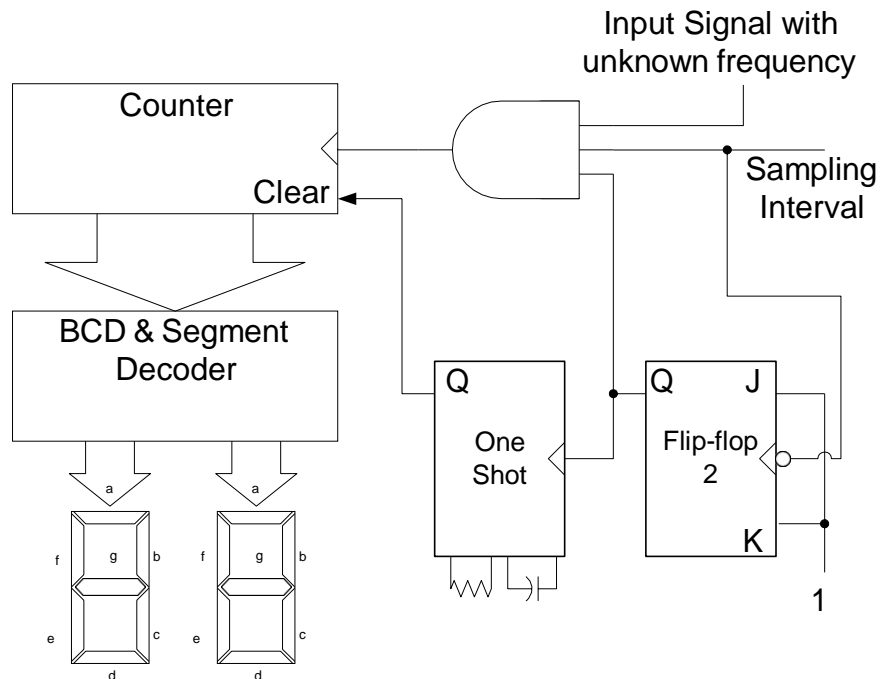 Input Signal with
unknown frequency
Counter
Clear
Sampling
Interval
BCD & Segment
Decoder
Q
One
Shot
Q
J
Flip-flop
2
K
1
a
f
g
b
e
c
d
a
f
g
b
e
c
d